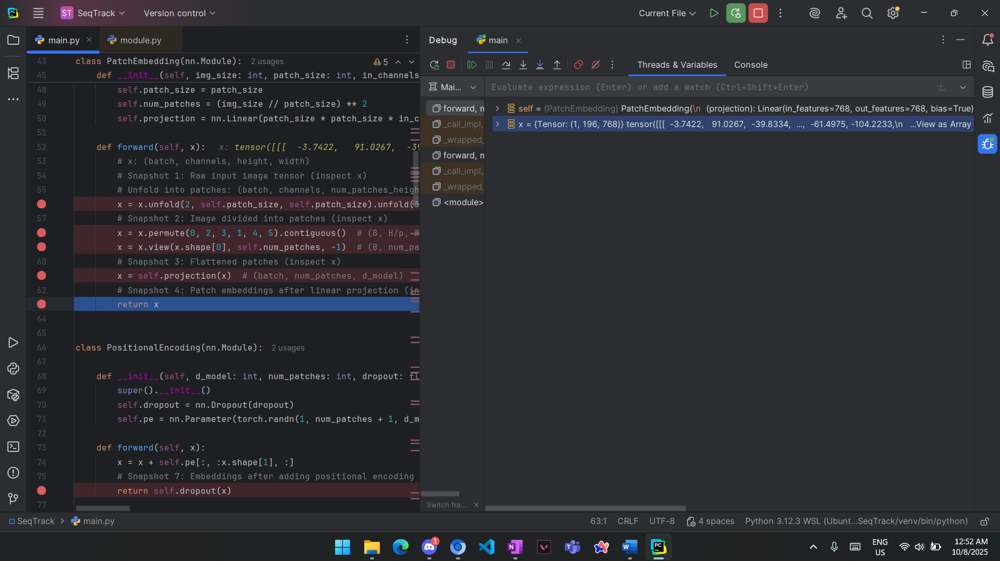 ST SeqTrack Version control Current File
main.py module.py
43 class PatchEmbedding(nn.Module): 2 usages 5
45 def __init__(self, img_size: int, patch_size: int, in_channels
48 self.patch_size = patch_size
49 self.num_patches = (img_size // patch_size) ** 2
50 self.projection = nn.Linear(patch_size * patch_size * in_c
51
52 def forward(self, x): x: tensor([[[ -3.7422, 91.0267, -39
53 # x: (batch, channels, height, width)
54 # Snapshot 1: Raw input image tensor (inspect x)
55 # Unfold into patches: (batch, channels, num_patches_heigh
x = x.unfold(2, self.patch_size, self.patch_size).unfold(3
57 # Snapshot 2: Image divided into patches (inspect x)
x = x.permute(0, 2, 3, 1, 4, 5).contiguous() # (B, H/p, W
x = x.view(x.shape[0], self.num_patches, -1) # (B, num_pa
60 # Snapshot 3: Flattened patches (inspect x)
x = self.projection(x) # (batch, num_patches, d_model)
62 # Snapshot 4: Patch embeddings after linear projection (in
return x
64
65
66 class PositionalEncoding(nn.Module): 2 usages
67
68 def __init__(self, d_model: int, num_patches: int, dropout: fl
69 super().__init__()
70 self.dropout = nn.Dropout(dropout)
71 self.pe = nn.Parameter(torch.randn(1, num_patches + 1, d_m
72
73 def forward(self, x):
74 x = x + self.pe[:, :x.shape[1], :]
75 # Snapshot 7: Embeddings after adding positional encoding
return self.dropout(x)
77
Debug main
Threads & Variables Console
Mai... Evaluate expression (Enter) or add a watch (Ctrl+Shift+Enter)
forward, m
_call_impl,
_wrapped_
forward, m
_call_impl,
_wrapped_
<module>
Switch fra...
self = {PatchEmbedding} PatchEmbedding(\n (projection): Linear(in_features=768, out_features=768, bias=True)
x = {Tensor: (1, 196, 768)} tensor([[[ -3.7422, 91.0267, -39.8334, ..., -61.4975, -104.2233,\n ...View as Array
SeqTrack main.py 63:1 CRLF UTF-8 4 spaces Python 3.12.3 WSL (Ubunt...SeqTrack/venv/bin/python)
1
ENG
US
12:52 AM
10/8/2025